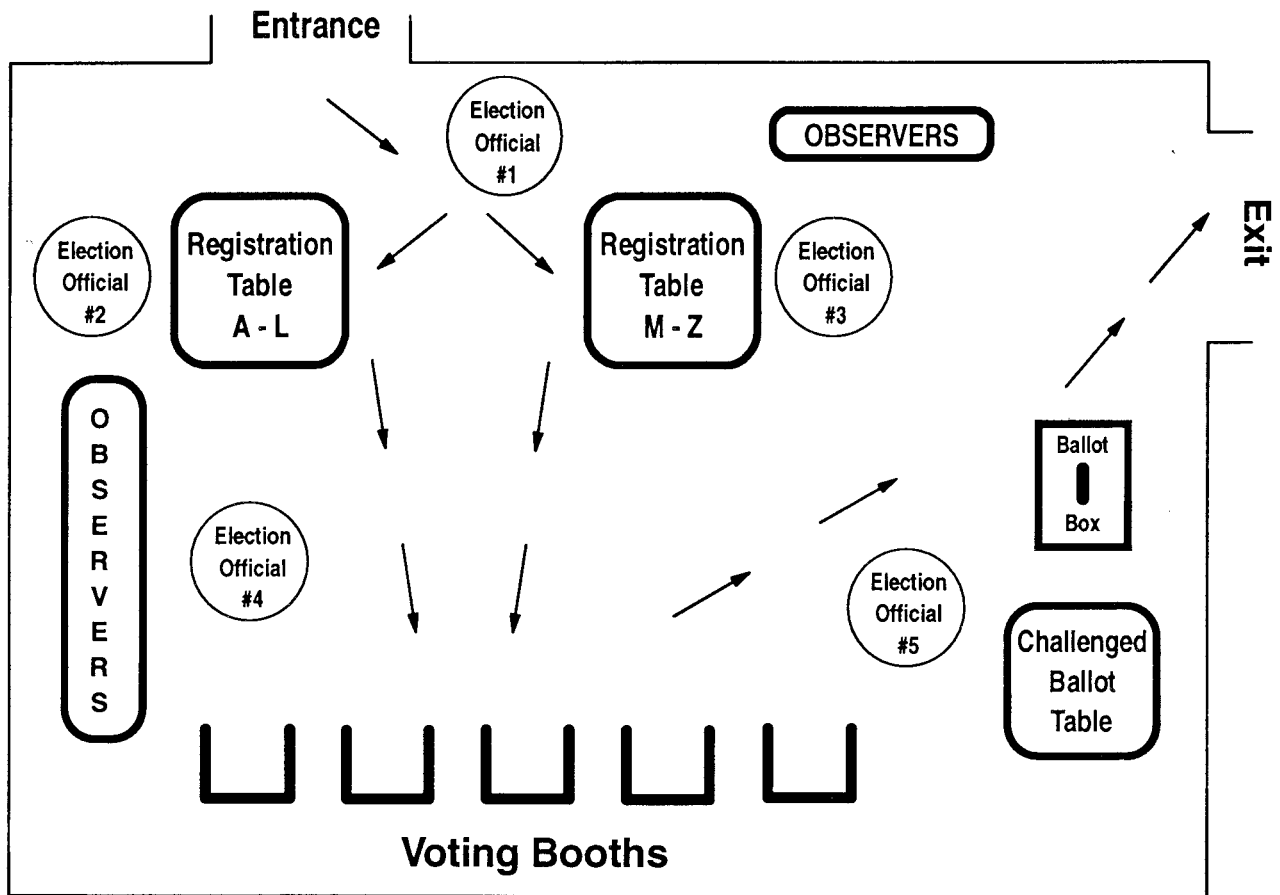 Entrance
Election
Official
#1
OBSERVERS
Election
Official
#2
Registration
Table
A - L
Registration
Table
M - Z
Election
Official
#3
Exit
O
B
S
E
R
V
E
R
S
Election
Official
#4
Ballot
Box
Election
Official
#5
Challenged
Ballot
Table
Voting Booths